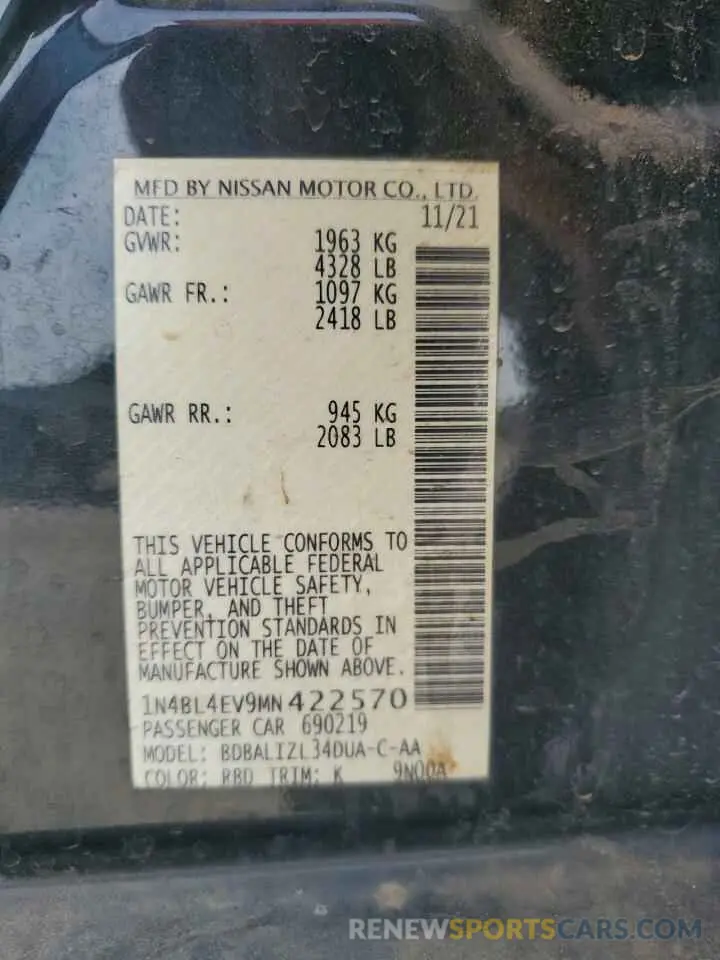 MFD BY NISSAN MOTOR CO., LTD.
DATE: 11/21
GVWR: 1963 KG
4328 LB
GAWR FR.: 1097 KG
2418 LB
GAWR RR.: 945 KG
2083 LB
THIS VEHICLE CONFORMS TO
ALL APPLICABLE FEDERAL
MOTOR VEHICLE SAFETY,
BUMPER, AND THEFT
PREVENTION STANDARDS IN
EFFECT ON THE DATE OF
MANUFACTURE SHOWN ABOVE.
1N4BL4EV9MN422570
PASSENGER CAR 690219
MODEL: BDBALIZL34DUA-C-AA
COLOR: RBD TRIM: K 9N00A
RENEWSPORTSCARS.COM